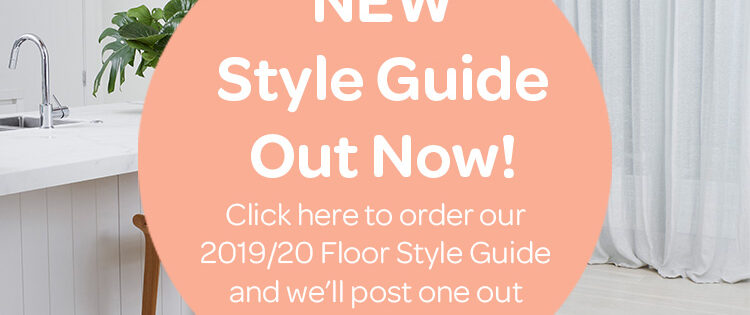 NEW
Style Guide
Out Now!
Click here to order our
2019/20 Floor Style Guide
and we'll post one out